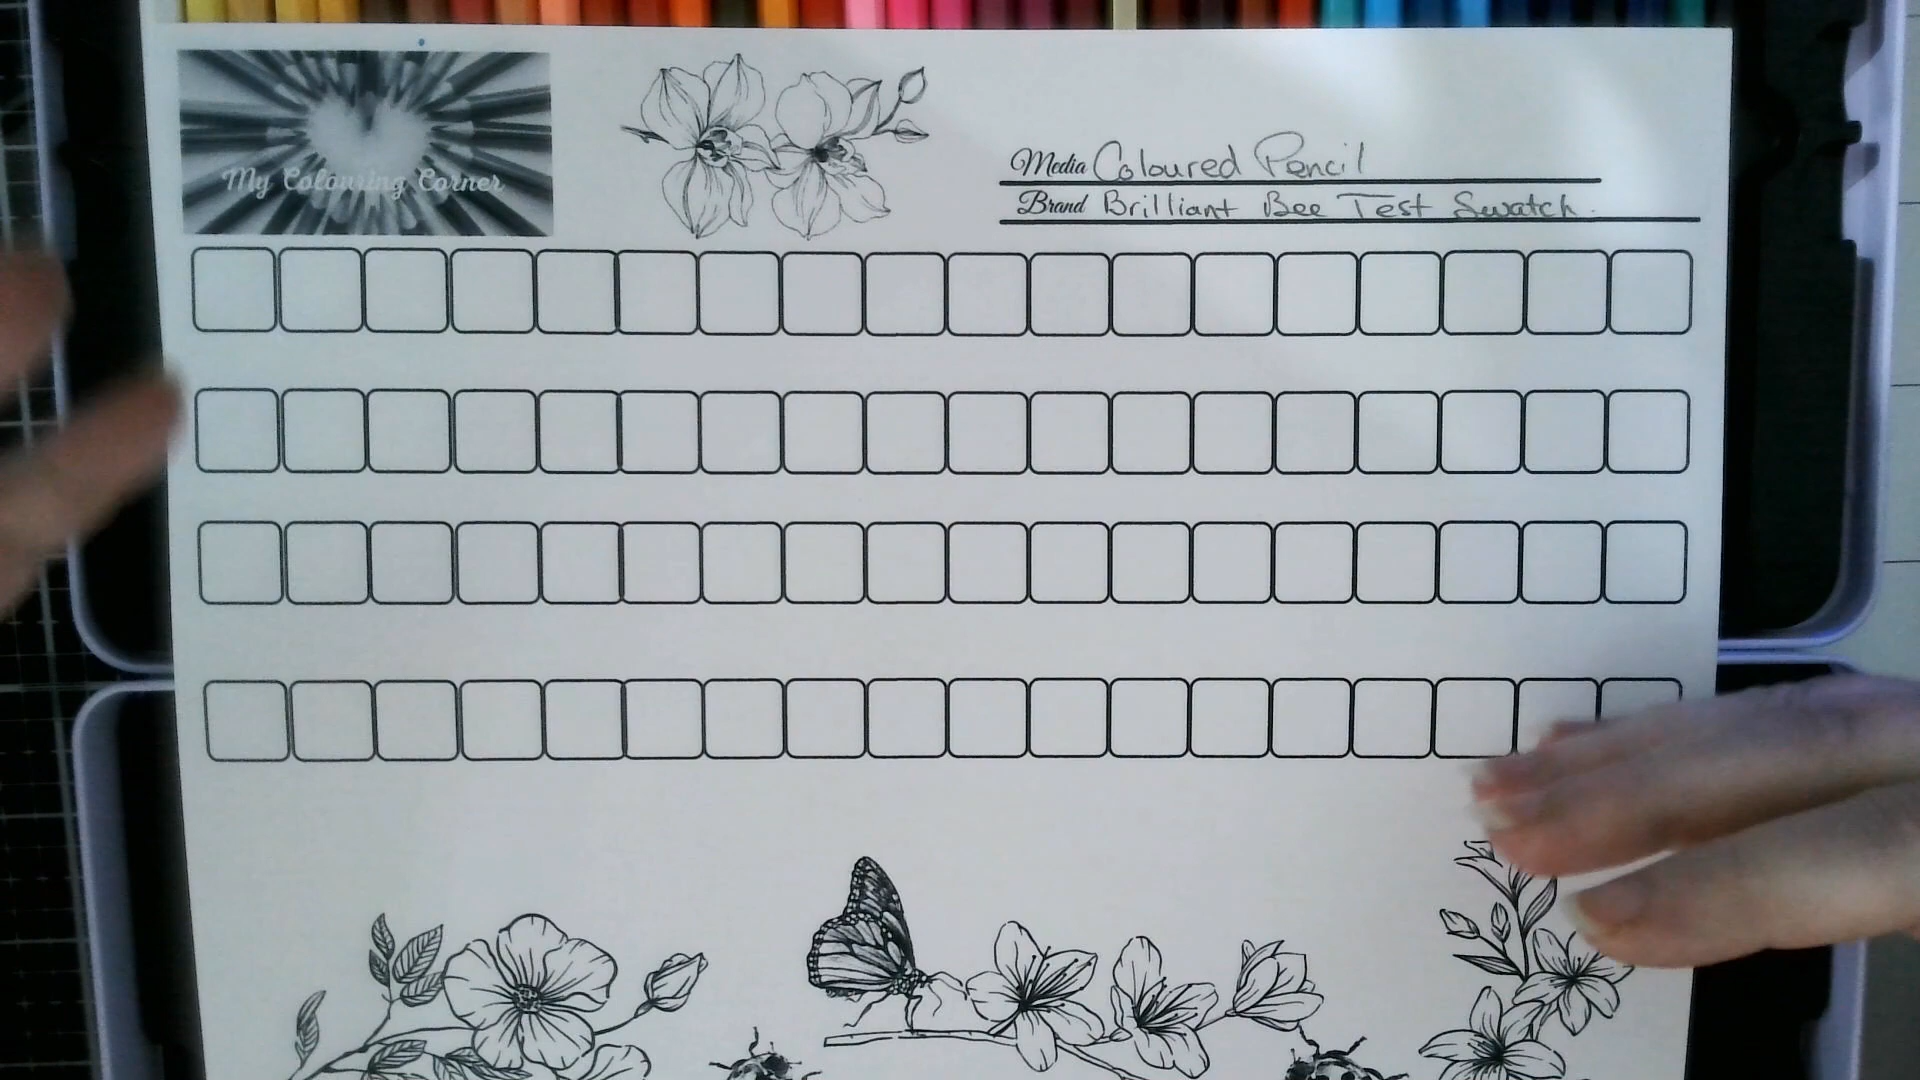 My Colouring Corner
Media Coloured Pencil
Brand Brilliant Bee Test Swatch.